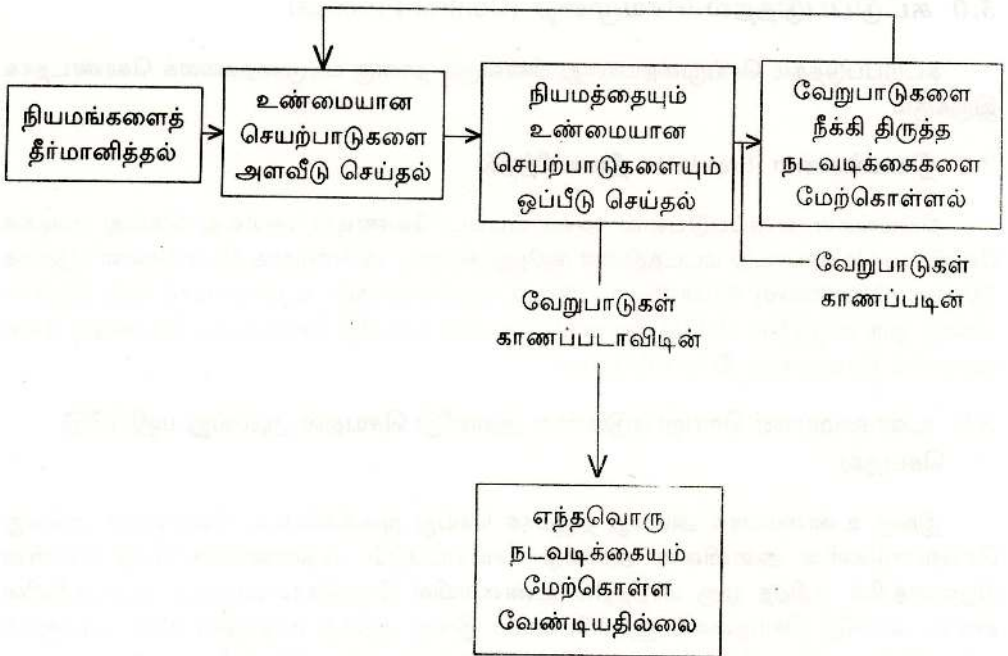 நியமங்களைத்
தீர்மானித்தல்
உண்மையான
செயற்பாடுகளை
அளவீடு செய்தல்
நியமத்தையும்
உண்மையான
செயற்பாடுகளையும்
ஒப்பீடு செய்தல்
வேறுபாடுகளை
நீக்கி திருத்த
நடவடிக்கைகளை
மேற்கொள்ளல்
வேறுபாடுகள்
காணப்படின்
வேறுபாடுகள்
காணப்படாவிடின்
எந்தவொரு
நடவடிக்கையும்
மேற்கொள்ள
வேண்டியதில்லை